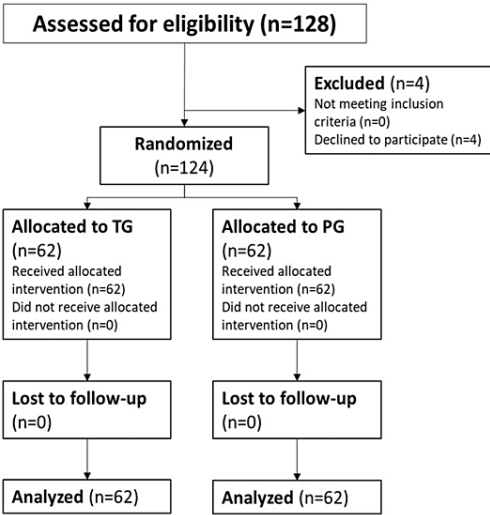 Assessed for eligibility (n=128)
Excluded (n=4)
Not meeting inclusion
criteria (n=0)
Declined to participate (n=4)
Randomized
(n=124)
Allocated to TG
(n=62)
Received allocated
intervention (n=62)
Did not receive allocated
intervention (n=0)
Allocated to PG
(n=62)
Received allocated
intervention (n=62)
Did not receive allocated
intervention (n=0)
Lost to follow-up
(n=0)
Lost to follow-up
(n=0)
Analyzed (n=62)
Analyzed (n=62)